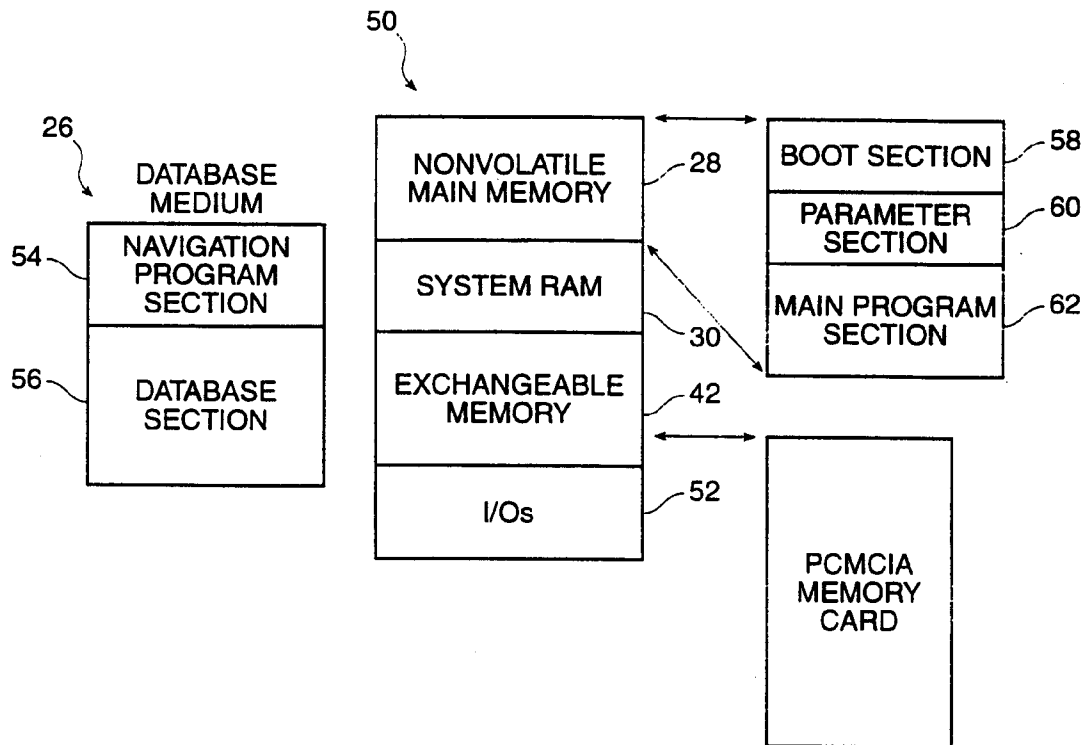 50
26
DATABASE
MEDIUM
54
NAVIGATION
PROGRAM
SECTION
56
DATABASE
SECTION
NONVOLATILE
MAIN MEMORY
28
SYSTEM RAM
30
EXCHANGEABLE
MEMORY
42
I/Os
52
BOOT SECTION
58
PARAMETER
SECTION
60
MAIN PROGRAM
SECTION
62
PCMCIA
MEMORY
CARD